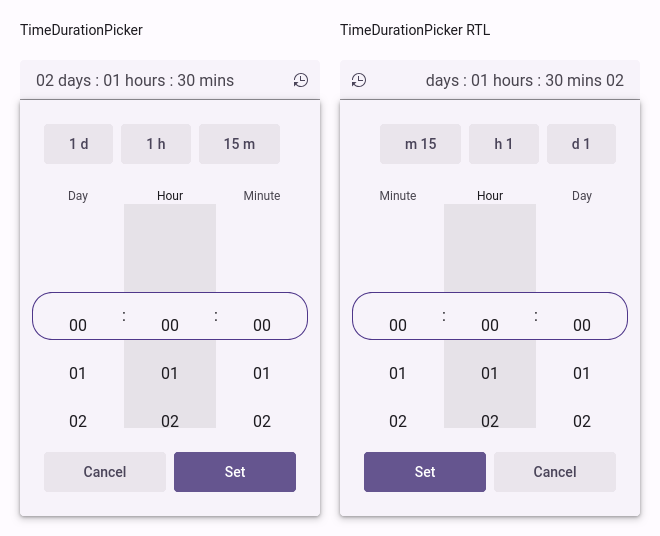 TimeDurationPicker
02 days : 01 hours : 30 mins
1 d 1 h 15 m
Day Hour Minute
: :
00 00 00
01 01 01
02 02 02
Cancel Set
TimeDurationPicker RTL
days : 01 hours : 30 mins 02
m 15 h 1 d 1
Minute Hour Day
: :
00 00 00
01 01 01
02 02 02
Set Cancel